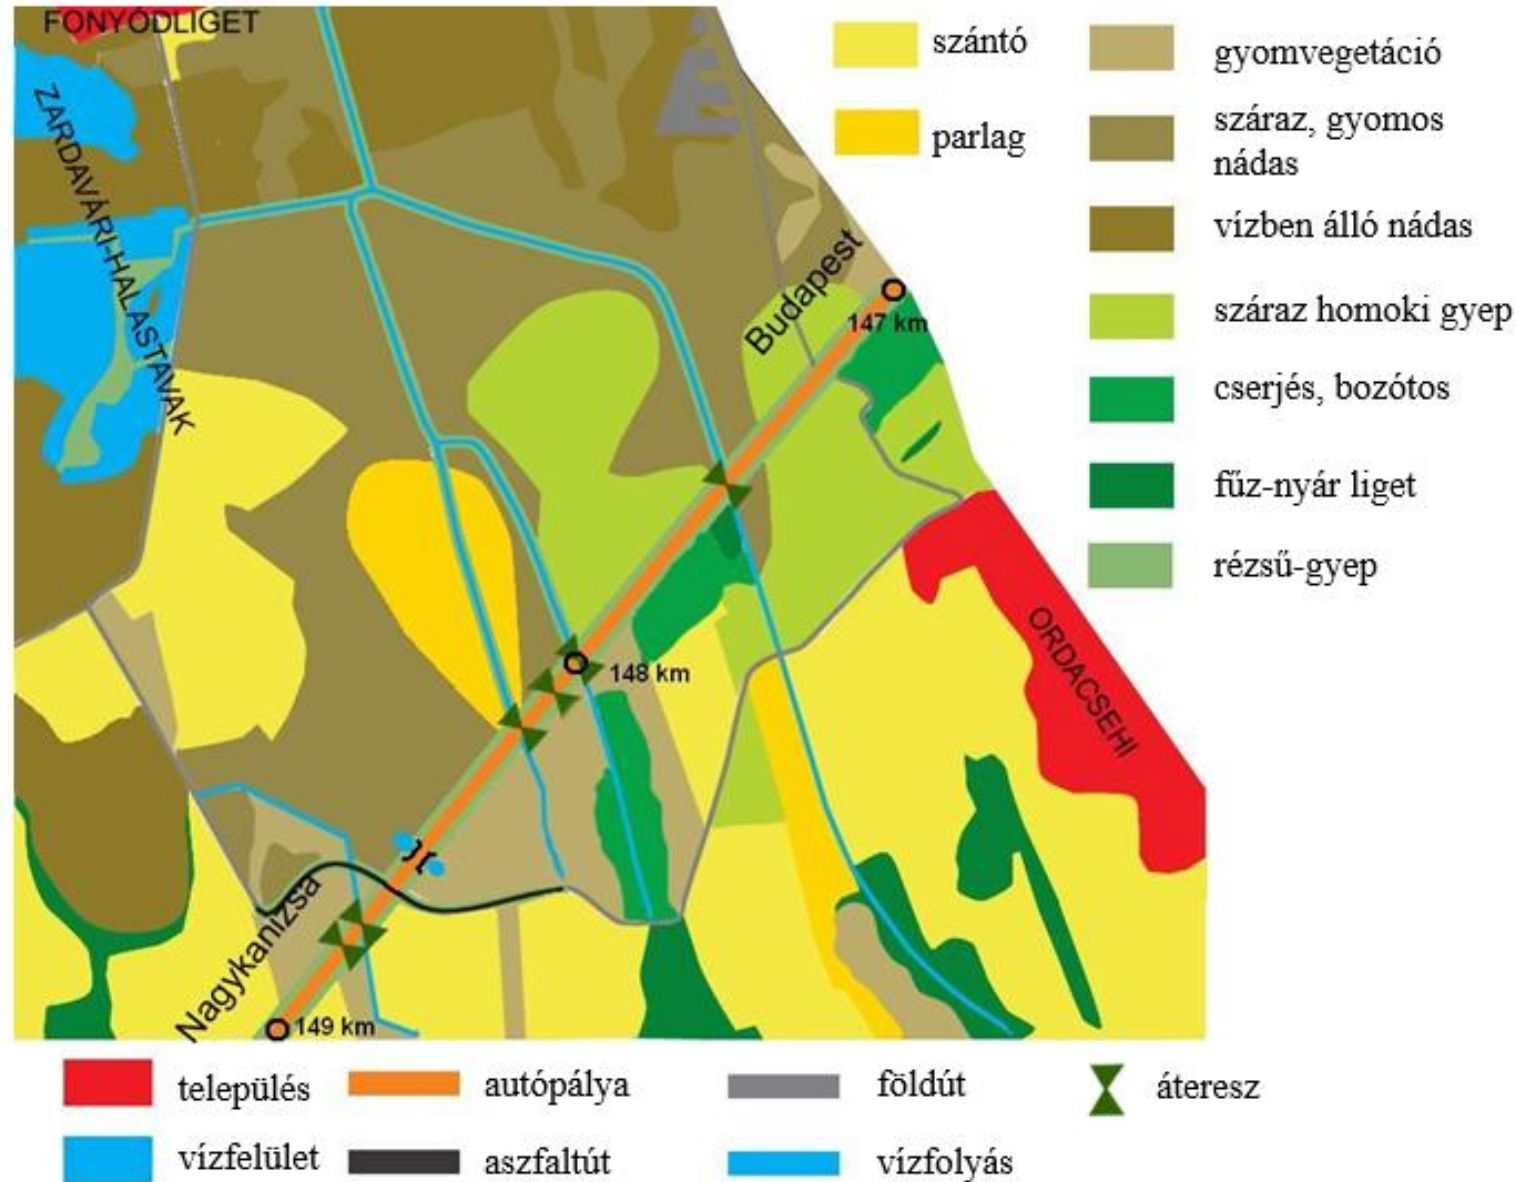 FONYÓDLIGET
ZARDAVÁRI-HALASTAVAK
Budapest
147 km
148 km
ORDACSEHI
Nagykanizsa
149 km
szántó
parlag
gyomvegetáció
száraz, gyomos
nádas
vízben álló nádas
száraz homoki gyep
cserjés, bozótos
fűz-nyár liget
rézsű-gyep
település
autópálya
földút
áteresz
vízfelület
aszfaltút
vízfolyás